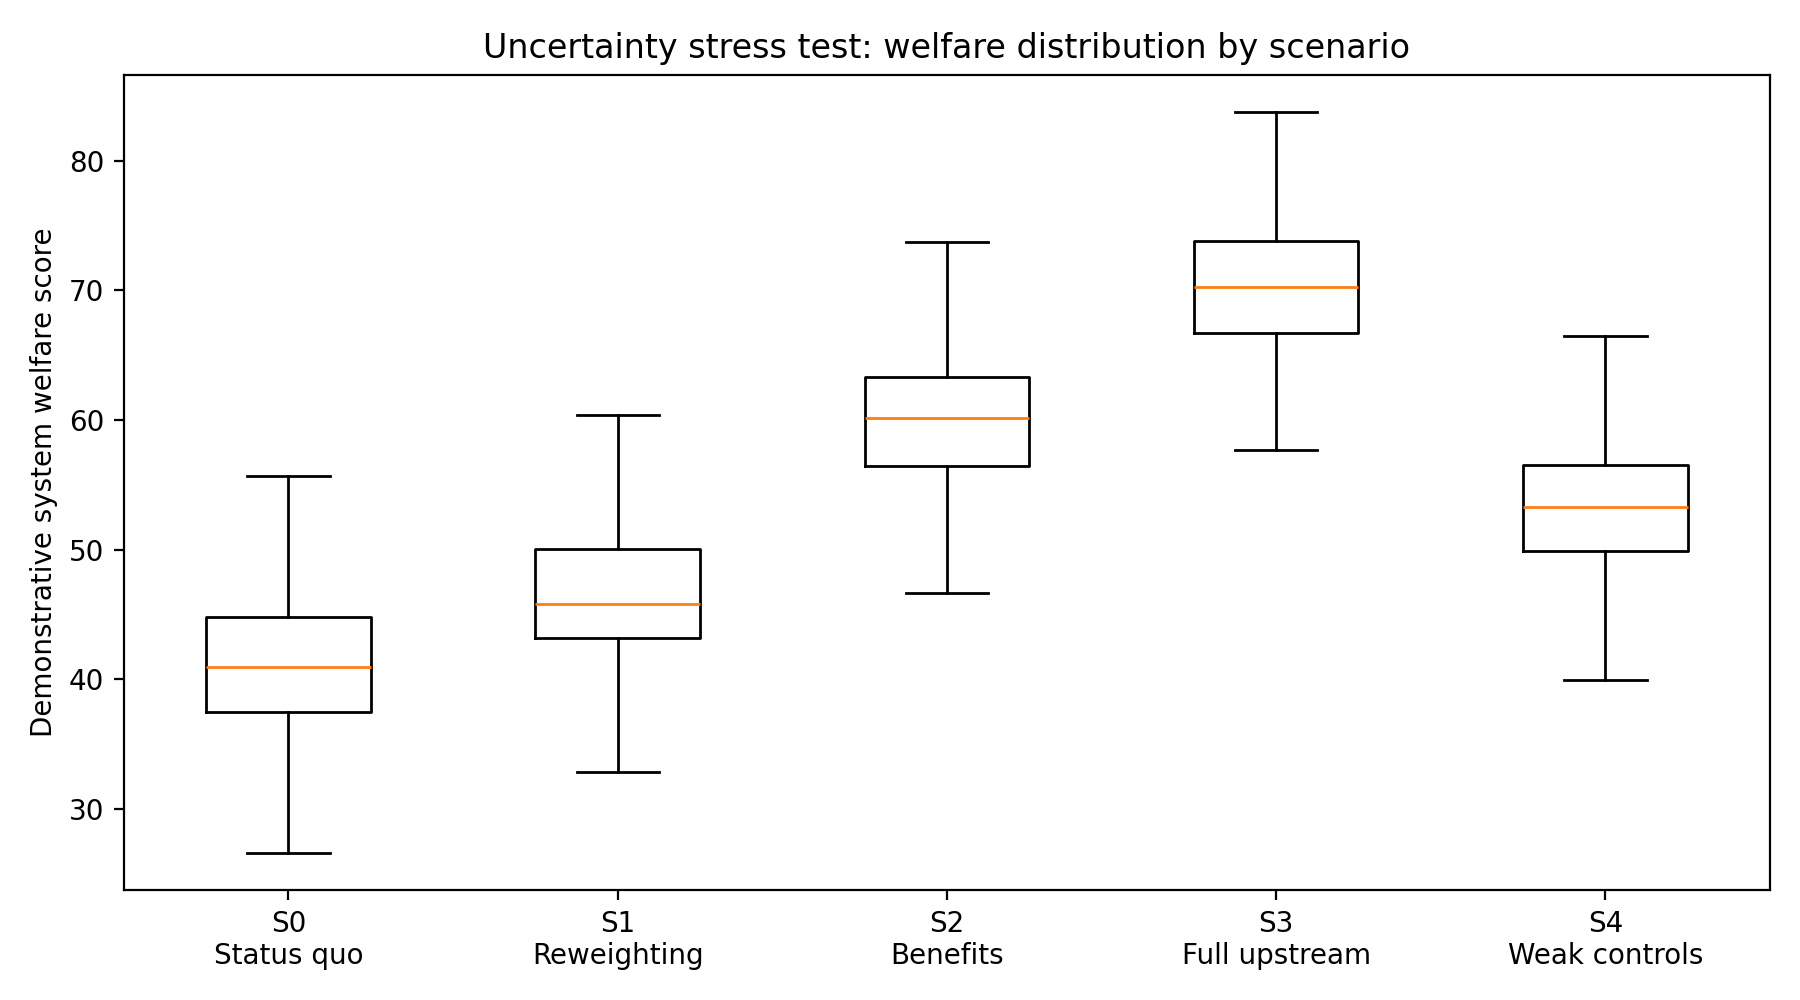 Uncertainty stress test: welfare distribution by scenario
Demonstrative system welfare score
80
70
60
50
40
30
S0
Status quo
S1
Reweighting
S2
Benefits
S3
Full upstream
S4
Weak controls